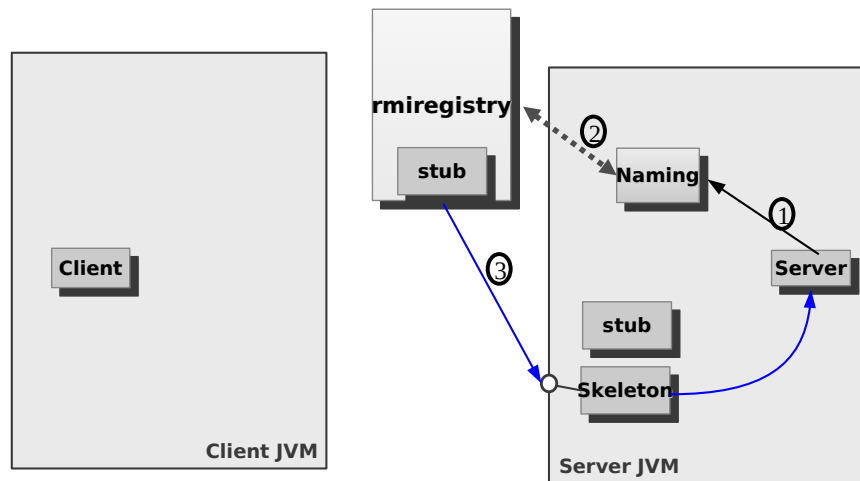 rmiregistry
stub
2
Naming
1
Client
3
Server
stub
Skeleton
Client JVM
Server JVM